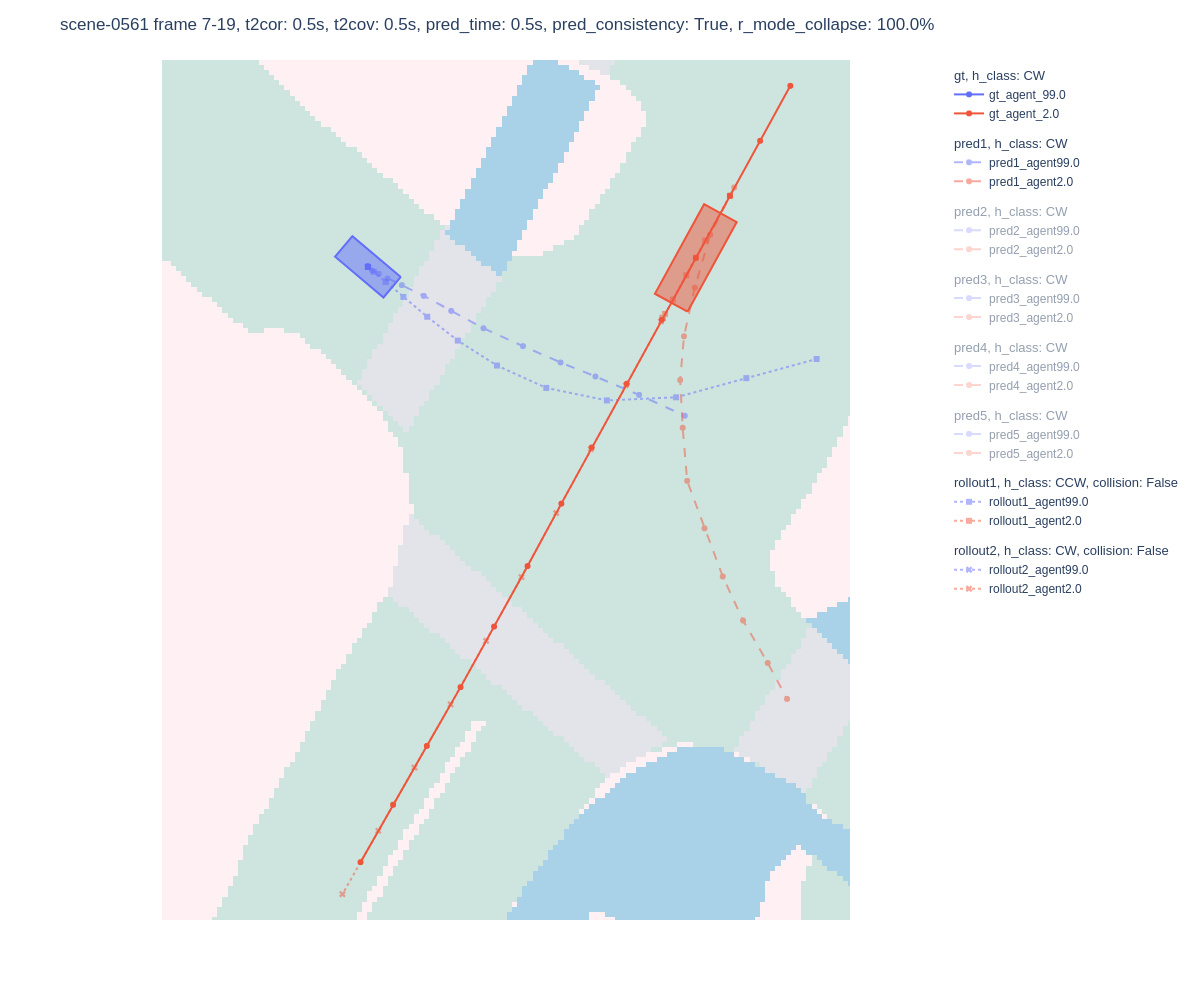 scene-0561 frame 7-19, t2cor: 0.5s, t2cov: 0.5s, pred_time: 0.5s, pred_consistency: True, r_mode_collapse: 100.0%
gt, h_class: CW
gt_agent_99.0
gt_agent_2.0
pred1, h_class: CW
pred1_agent99.0
pred1_agent2.0
pred2, h_class: CW
pred2_agent99.0
pred2_agent2.0
pred3, h_class: CW
pred3_agent99.0
pred3_agent2.0
pred4, h_class: CW
pred4_agent99.0
pred4_agent2.0
pred5, h_class: CW
pred5_agent99.0
pred5_agent2.0
rollout1, h_class: CCW, collision: False
rollout1_agent99.0
rollout1_agent2.0
rollout2, h_class: CW, collision: False
rollout2_agent99.0
rollout2_agent2.0